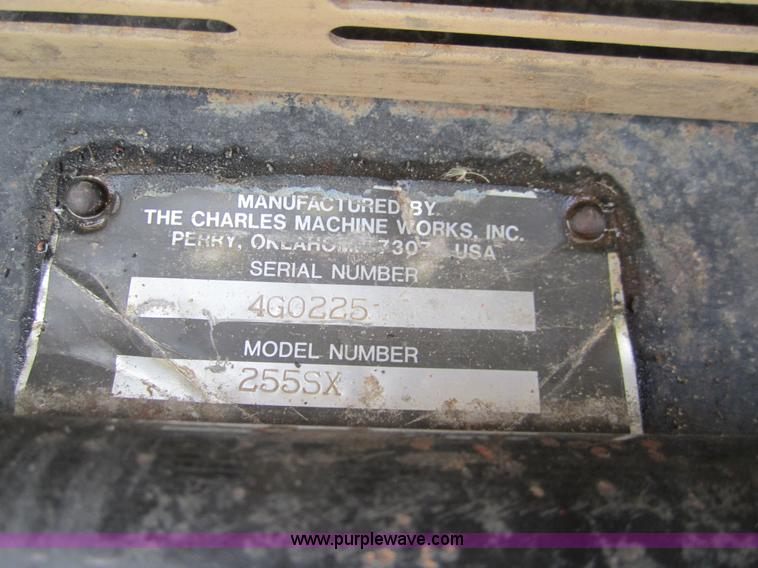 MANUFACTURED BY
THE CHARLES MACHINE WORKS, INC.
PERRY, USA
SERIAL NUMBER
4G0225
MODEL NUMBER
255SX
www.purplewave.com